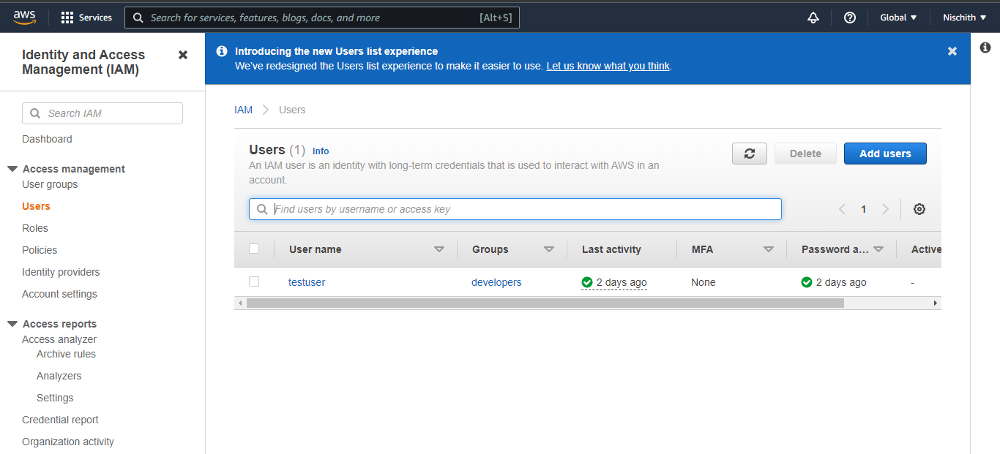 aws
Services
Search for services, features, blogs, docs, and more
[Alt+S]
Global
Nischith
Identity and Access
Management (IAM)
Search IAM
Dashboard
Access management
User groups
Users
Roles
Policies
Identity providers
Account settings
Access reports
Access analyzer
Archive rules
Analyzers
Settings
Credential report
Organization activity
Introducing the new Users list experience
We've redesigned the Users list experience to make it easier to use. Let us know what you think.
IAM
Users
Users (1) Info
An IAM user is an identity with long-term credentials that is used to interact with AWS in an
account.
Delete
Add users
Find users by username or access key
1
User name
Groups
Last activity
MFA
Password a...
Active
testuser
developers
2 days ago
None
2 days ago
-